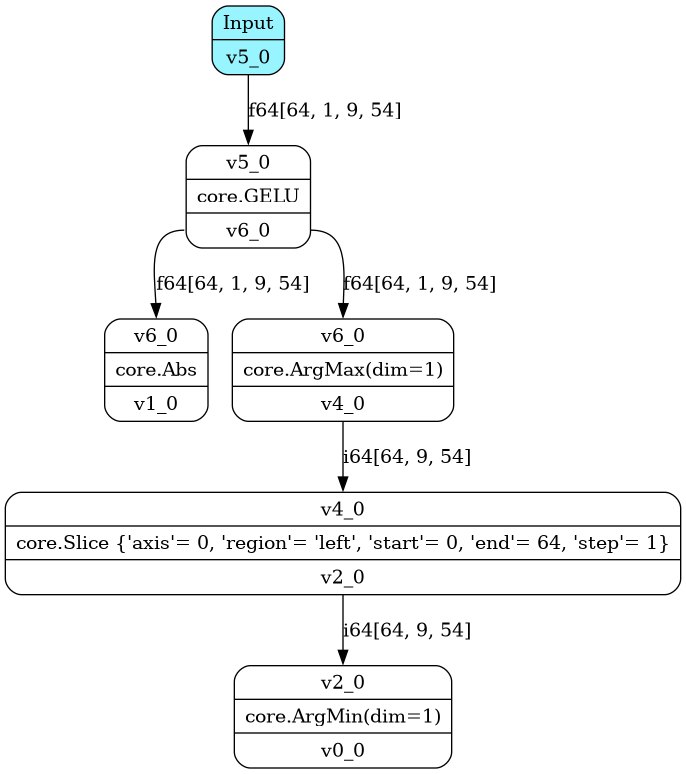 Input
v5_0
f64[64, 1, 9, 54]
v5_0
core.GELU
v6_0
f64[64, 1, 9, 54]
f64[64, 1, 9, 54]
v6_0
core.Abs
v1_0
v6_0
core.ArgMax(dim=1)
v4_0
i64[64, 9, 54]
v4_0
core.Slice {'axis'= 0, 'region'= 'left', 'start'= 0, 'end'= 64, 'step'= 1}
v2_0
i64[64, 9, 54]
v2_0
core.ArgMin(dim=1)
v0_0